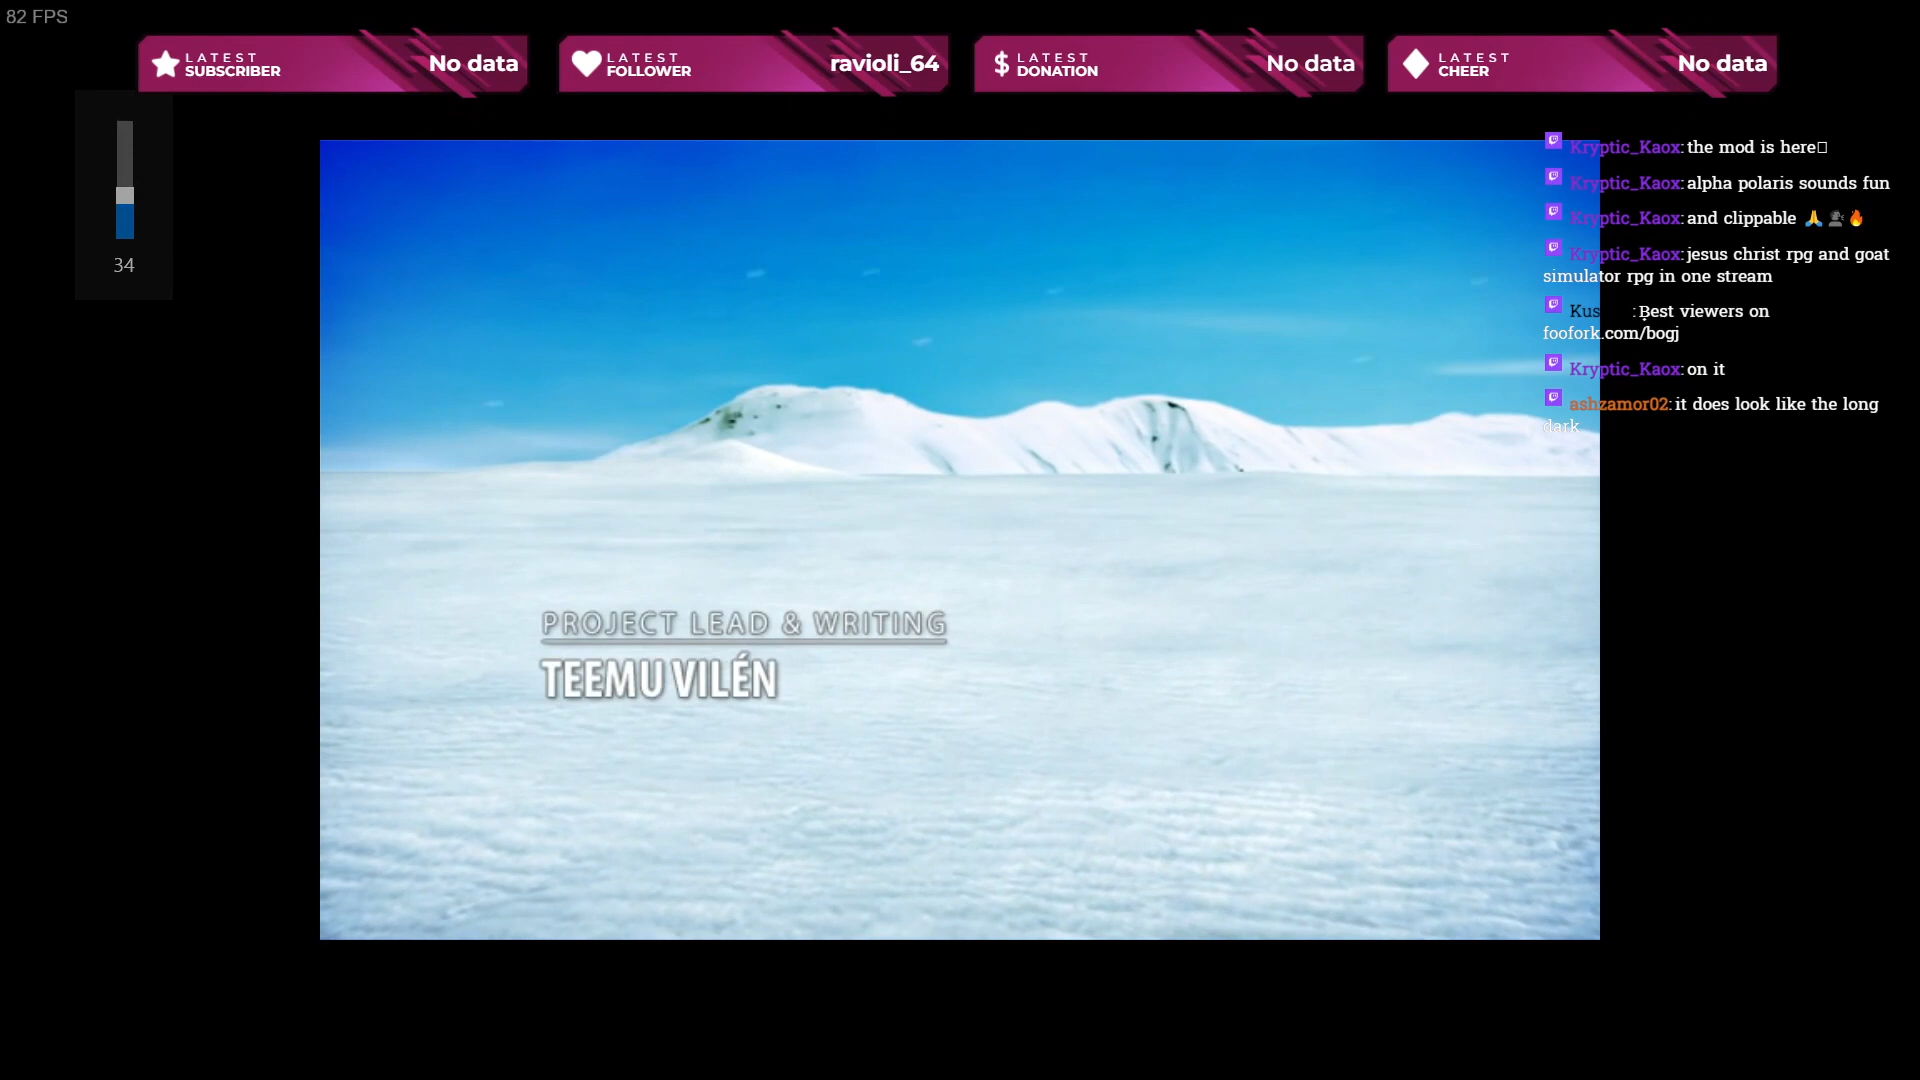 82 FPS
LATEST
SUBSCRIBER
No data
LATEST
FOLLOWER
ravioli_64
LATEST
DONATION
No data
LATEST
CHEER
No data
34
Kryptic_Kaox: the mod is here
Kryptic_Kaox: alpha polaris sounds fun
Kryptic_Kaox: and clippable 🙏🗣🔥
Kryptic_Kaox: jesus christ rpg and goat
simulator rpg in one stream
: Best viewers on
foofork.com/bogj
Kryptic_Kaox: on it
ashzamor02: it does look like the long
dark
PROJECT LEAD & WRITING
TEEMU VILÉN